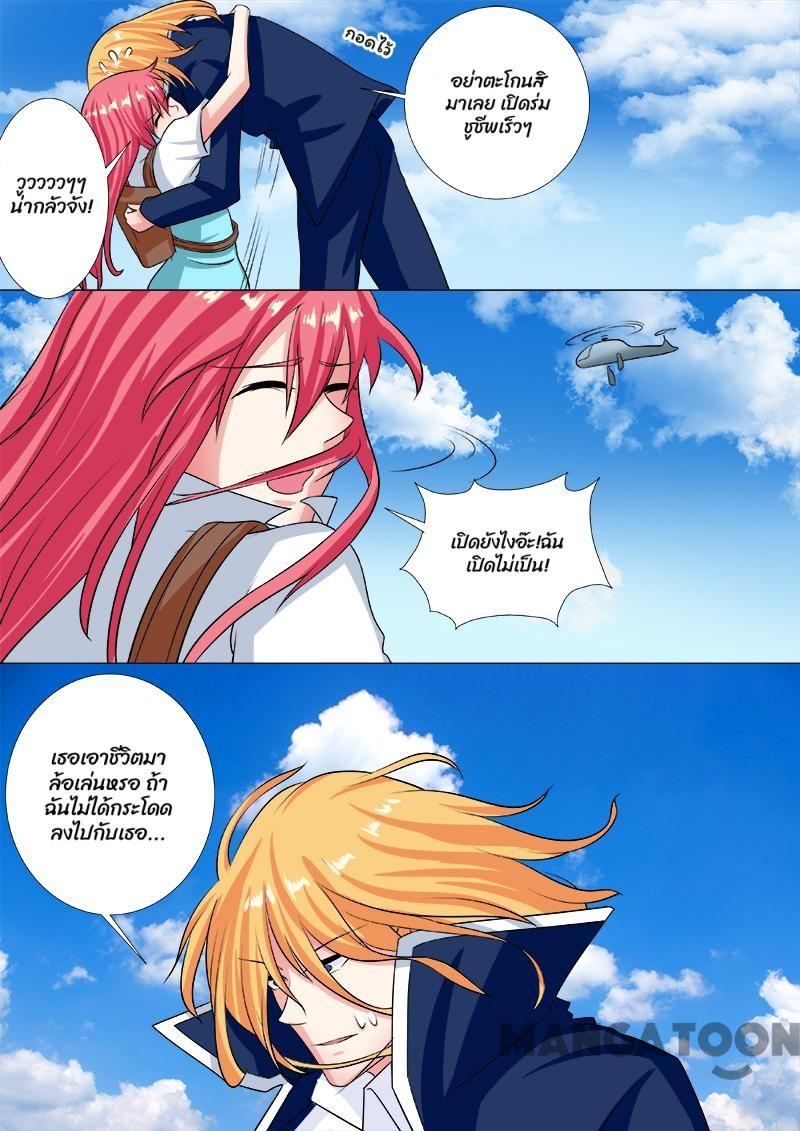 กอดไว้
อย่าตะโกนสิ
มาเลย เปิดร่ม
ชูชีพเร็วๆ
วูววววๆๆ
น่ากลัวจัง!
เปิดยังไงอ๊ะ!ฉัน
เปิดไม่เป็น!
เธอเอาชีวิตมา
ล้อเล่นหรอ ถ้า
ฉันไม่ได้กระโดด
ลงไปกับเธอ...
MANGATOON